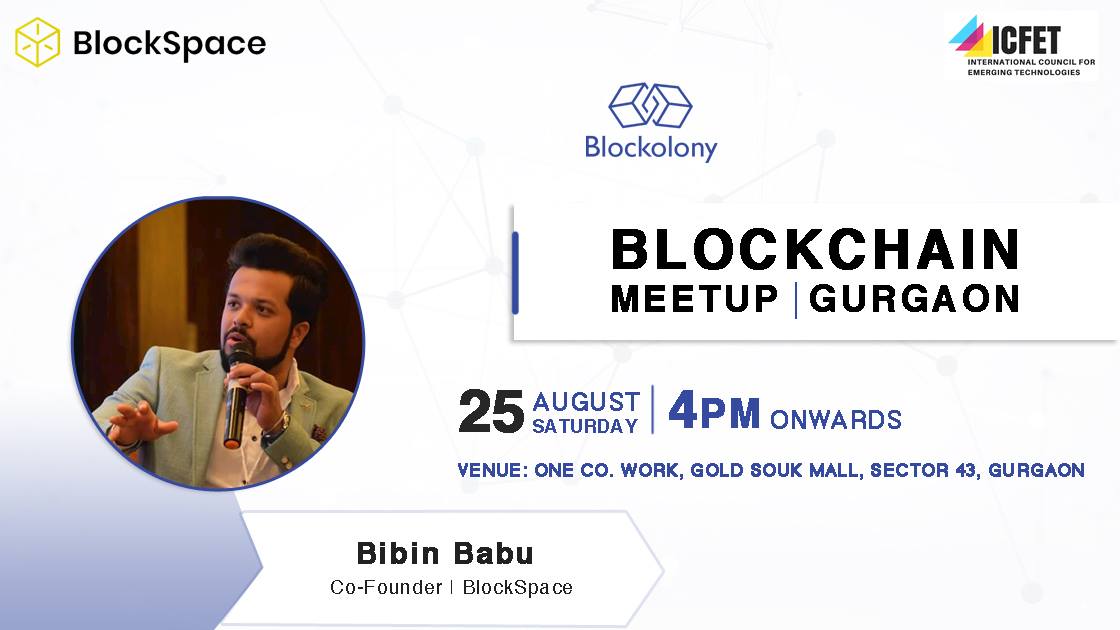 BlockSpace
ICFET
INTERNATIONAL COUNCIL FOR
EMERGING TECHNOLOGIES
Blockolony
BLOCKCHAIN
MEETUP | GURGAON
25 AUGUST SATURDAY | 4PM ONWARDS
VENUE: ONE CO. WORK, GOLD SOUK MALL, SECTOR 43, GURGAON
Bibin Babu
Co-Founder | BlockSpace